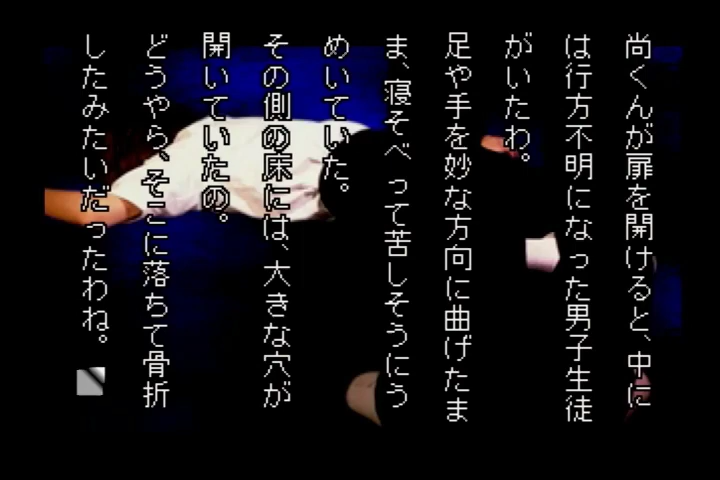 尚くんが扉を開けると、中に
は行方不明になった男子生徒
がいたわ。
足や手を妙な方向に曲げたま
ま、寝そべって苦しそうにう
めいていた。
その側の床には、大きな穴が
開いていたの。
どうやら、そこに落ちて骨折
したみたいだったわね。